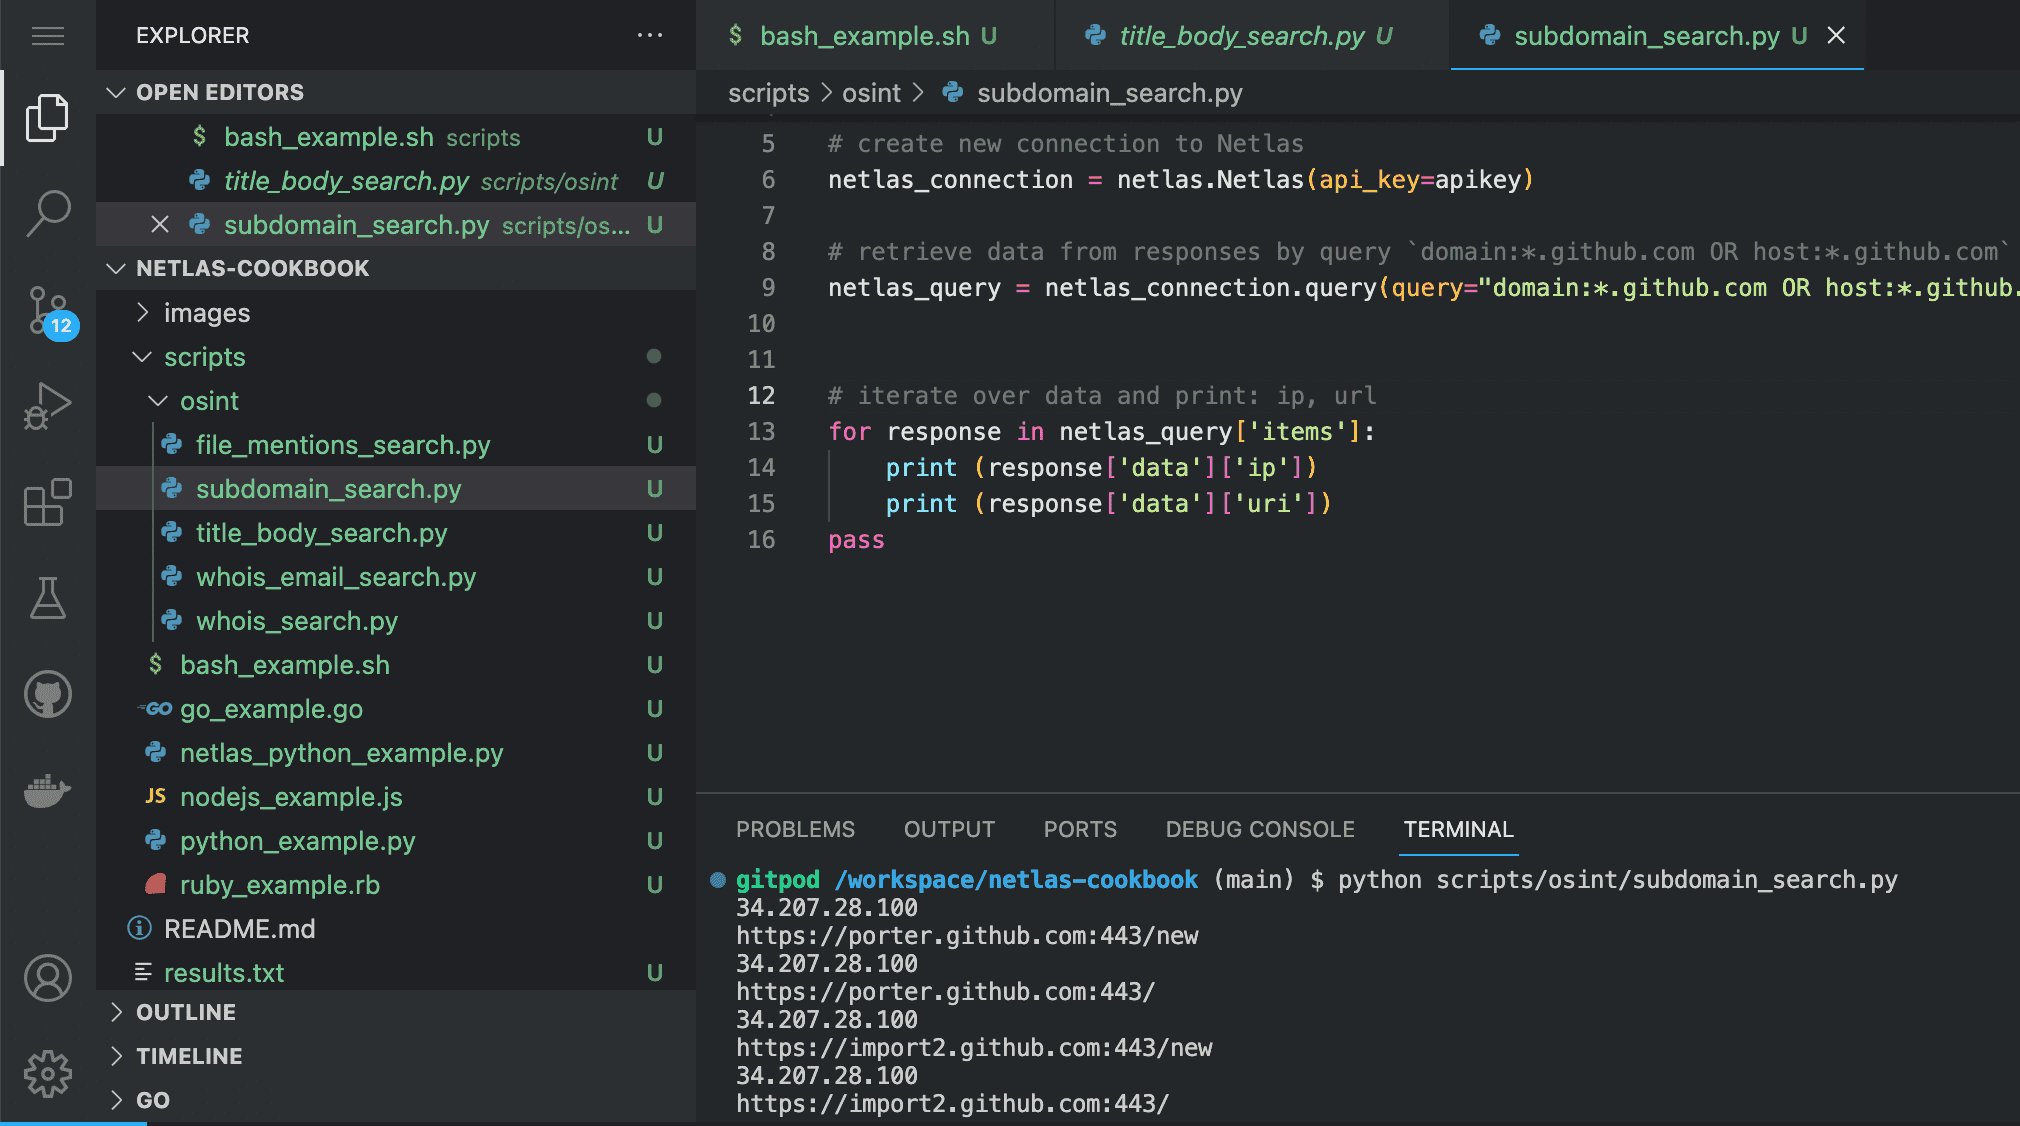 EXPLORER
OPEN EDITORS
$ bash_example.sh scripts U
title_body_search.py scripts/osint U
subdomain_search.py scripts/os... U
NETLAS-COOKBOOK
images
scripts
osint
file_mentions_search.py U
subdomain_search.py U
title_body_search.py U
whois_email_search.py U
whois_search.py U
$ bash_example.sh U
GO go_example.go U
netlas_python_example.py U
JS nodejs_example.js U
python_example.py U
ruby_example.rb U
README.md
results.txt U
OUTLINE
TIMELINE
GO
12
$ bash_example.sh U
title_body_search.py U
subdomain_search.py U
scripts > osint > subdomain_search.py
5 # create new connection to Netlas
6 netlas_connection = netlas.Netlas(api_key=apikey)
7
8 # retrieve data from responses by query `domain:*.github.com OR host:*.github.com`
9 netlas_query = netlas_connection.query(query="domain:*.github.com OR host:*.github.
10
11
12 # iterate over data and print: ip, url
13 for response in netlas_query['items']:
14 print (response['data']['ip'])
15 print (response['data']['uri'])
16 pass
PROBLEMS OUTPUT PORTS DEBUG CONSOLE TERMINAL
gitpod /workspace/netlas-cookbook (main) $ python scripts/osint/subdomain_search.py
34.207.28.100
https://porter.github.com:443/new
34.207.28.100
https://porter.github.com:443/
34.207.28.100
https://import2.github.com:443/new
34.207.28.100
https://import2.github.com:443/